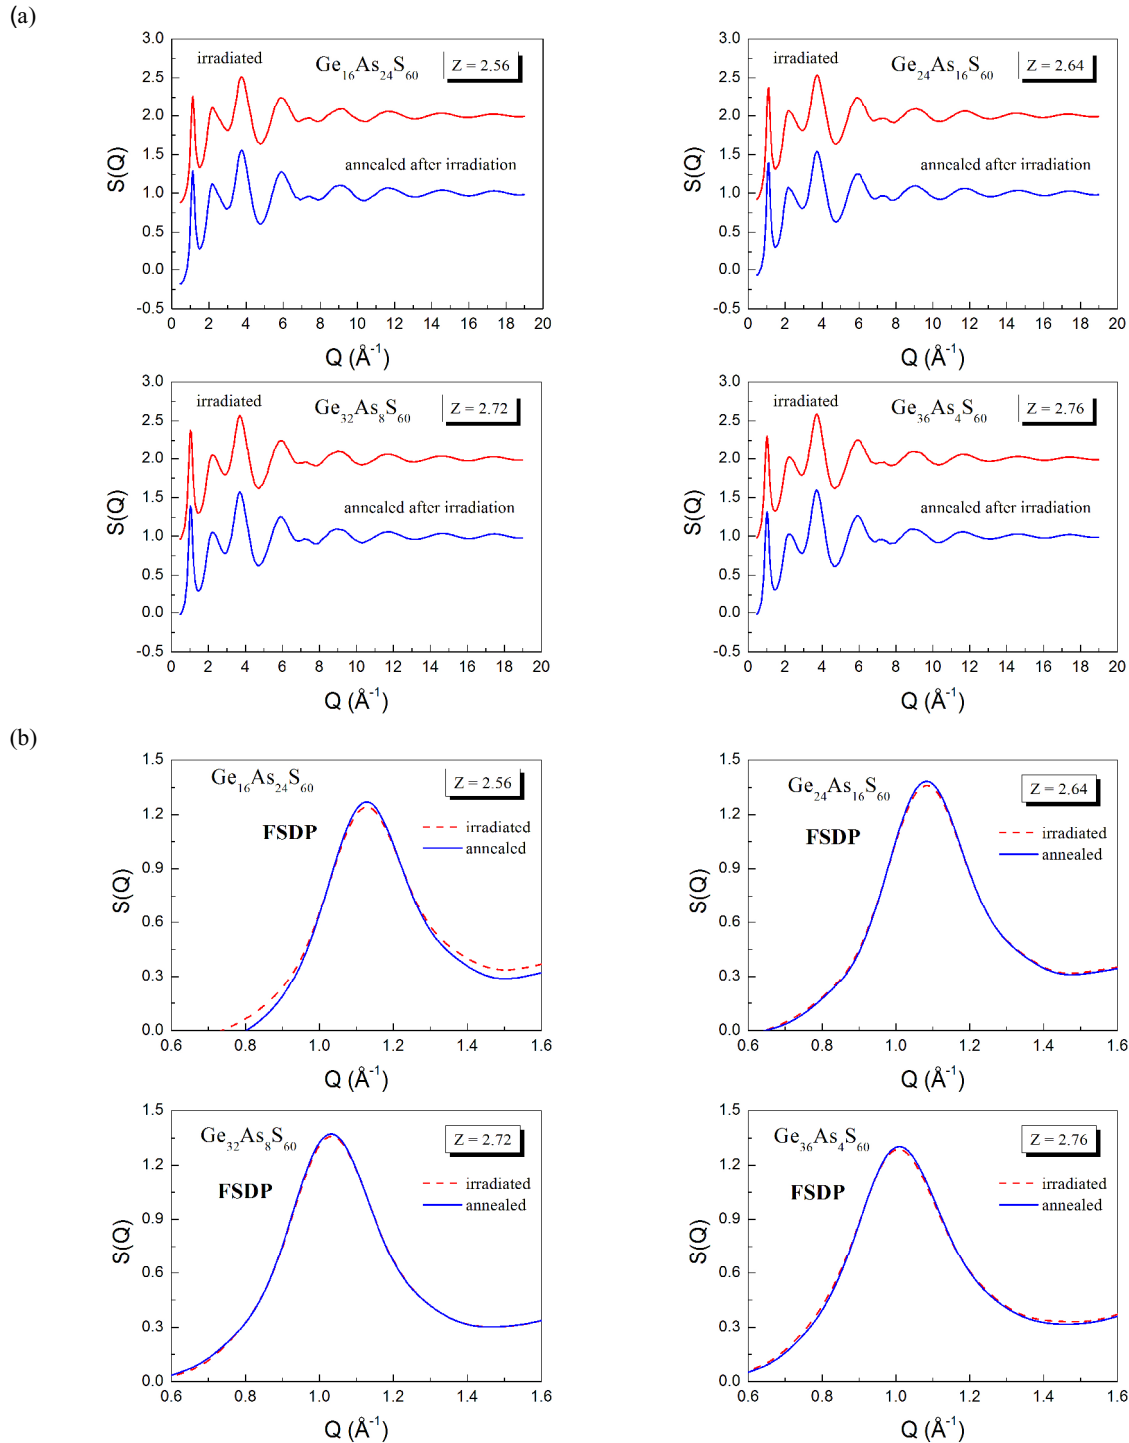 (a)
irradiated
Ge16As24S60
Z = 2.56
annealed after irradiation
S(Q)
3.0
2.5
2.0
1.5
1.0
0.5
0.0
-0.5
0 2 4 6 8 10 12 14 16 18 20
Q (Å-1)
irradiated
Ge24As16S60
Z = 2.64
annealed after irradiation
S(Q)
3.0
2.5
2.0
1.5
1.0
0.5
0.0
-0.5
0 2 4 6 8 10 12 14 16 18 20
Q (Å-1)
irradiated
Ge32As8S60
Z = 2.72
annealed after irradiation
S(Q)
3.0
2.5
2.0
1.5
1.0
0.5
0.0
-0.5
0 2 4 6 8 10 12 14 16 18 20
Q (Å-1)
irradiated
Ge36As4S60
Z = 2.76
annealed after irradiation
S(Q)
3.0
2.5
2.0
1.5
1.0
0.5
0.0
-0.5
0 2 4 6 8 10 12 14 16 18 20
Q (Å-1)
(b)
Ge16As24S60
Z = 2.56
FSDP
irradiated
annealed
S(Q)
1.5
1.2
0.9
0.6
0.3
0.0
0.6 0.8 1.0 1.2 1.4 1.6
Q (Å-1)
Ge24As16S60
Z = 2.64
FSDP
irradiated
annealed
S(Q)
1.5
1.2
0.9
0.6
0.3
0.0
0.6 0.8 1.0 1.2 1.4 1.6
Q (Å-1)
Ge32As8S60
Z = 2.72
FSDP
irradiated
annealed
S(Q)
1.5
1.2
0.9
0.6
0.3
0.0
0.6 0.8 1.0 1.2 1.4 1.6
Q (Å-1)
Ge36As4S60
Z = 2.76
FSDP
irradiated
annealed
S(Q)
1.5
1.2
0.9
0.6
0.3
0.0
0.6 0.8 1.0 1.2 1.4 1.6
Q (Å-1)